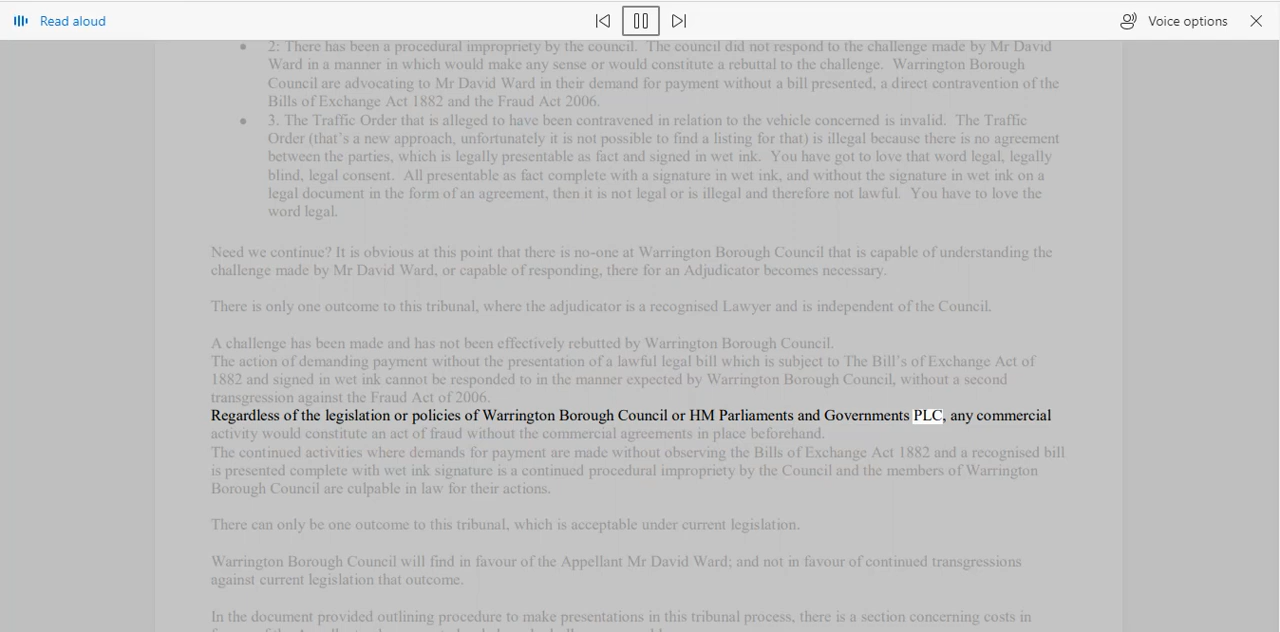 Read aloud
Voice options
2: There has been a procedural impropriety by the council. The council did not respond to the challenge made by Mr David
Ward in a manner in which would make any sense or would constitute a rebuttal to the challenge. Warrington Borough
Council are advocating to Mr David Ward in their demand for payment without a bill presented, a direct contravention of the
Bills of Exchange Act 1882 and the Fraud Act 2006.
3. The Traffic Order that is alleged to have been contravened in relation to the vehicle concerned is invalid. The Traffic
Order (that's a new approach, unfortunately it is not possible to find a listing for that) is illegal because there is no agreement
between the parties, which is legally presentable as fact and signed in wet ink. You have got to love that word legal, legally
blind, legal consent. All presentable as fact complete with a signature in wet ink, and without the signature in wet ink on a
legal document in the form of an agreement, then it is not legal or is illegal and therefore not lawful. You have to love the
word legal.
Need we continue? It is obvious at this point that there is no-one at Warrington Borough Council that is capable of understanding the
challenge made by Mr David Ward, or capable of responding, there for an Adjudicator becomes necessary.
There is only one outcome to this tribunal, where the adjudicator is a recognised Lawyer and is independent of the Council.
A challenge has been made and has not been effectively rebutted by Warrington Borough Council.
The action of demanding payment without the presentation of a lawful legal bill which is subject to The Bill's of Exchange Act of
1882 and signed in wet ink cannot be responded to in the manner expected by Warrington Borough Council, without a second
transgression against the Fraud Act of 2006.
Regardless of the legislation or policies of Warrington Borough Council or HM Parliaments and Governments PLC, any commercial
activity would constitute an act of fraud without the commercial agreements in place beforehand.
The continued activities where demands for payment are made without observing the Bills of Exchange Act 1882 and a recognised bill
is presented complete with wet ink signature is a continued procedural impropriety by the Council and the members of Warrington
Borough Council are culpable in law for their actions.
There can only be one outcome to this tribunal, which is acceptable under current legislation.
Warrington Borough Council will find in favour of the Appellant Mr David Ward; and not in favour of continued transgressions
against current legislation that outcome.
In the document provided outlining procedure to make presentations in this tribunal process, there is a section concerning costs in